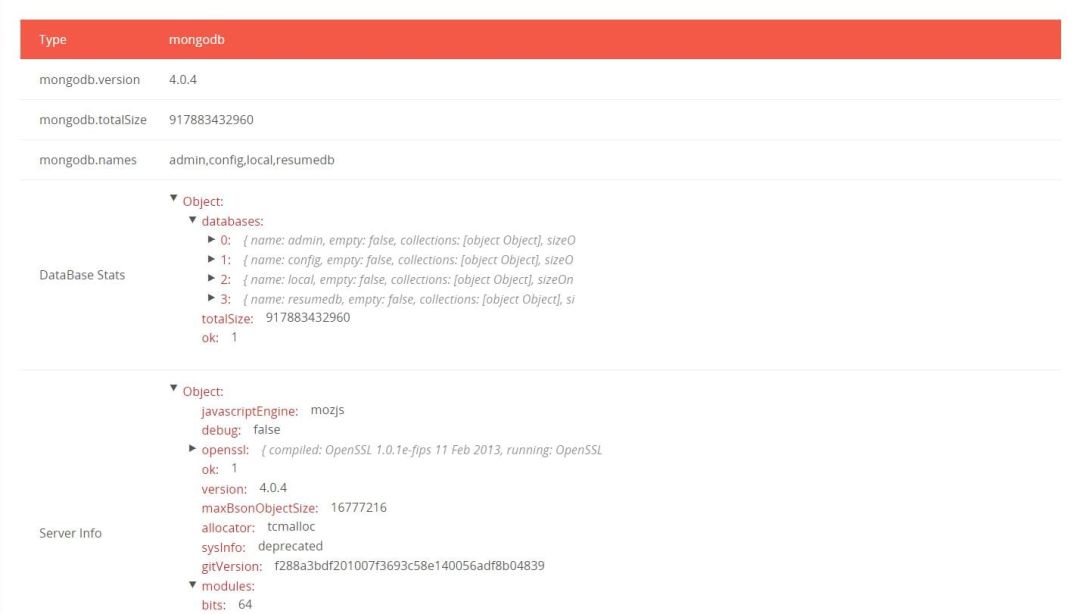 Type mongodb
mongodb.version 4.0.4
mongodb.totalSize 917883432960
mongodb.names admin,config,local,resumedb
DataBase Stats
Object:
databases:
0: { name: admin, empty: false, collections: [object Object], sizeO
1: { name: config, empty: false, collections: [object Object], sizeO
2: { name: local, empty: false, collections: [object Object], sizeOn
3: { name: resumedb, empty: false, collections: [object Object], si
totalSize: 917883432960
ok: 1
Server Info
Object:
javascriptEngine: mozjs
debug: false
openssl: { compiled: OpenSSL 1.0.1e-fips 11 Feb 2013, running: OpenSSL
ok: 1
version: 4.0.4
maxBsonObjectSize: 16777216
allocator: tcmalloc
sysInfo: deprecated
gitVersion: f288a3bdf201007f3693c58e140056adf8b04839
modules:
bits: 64